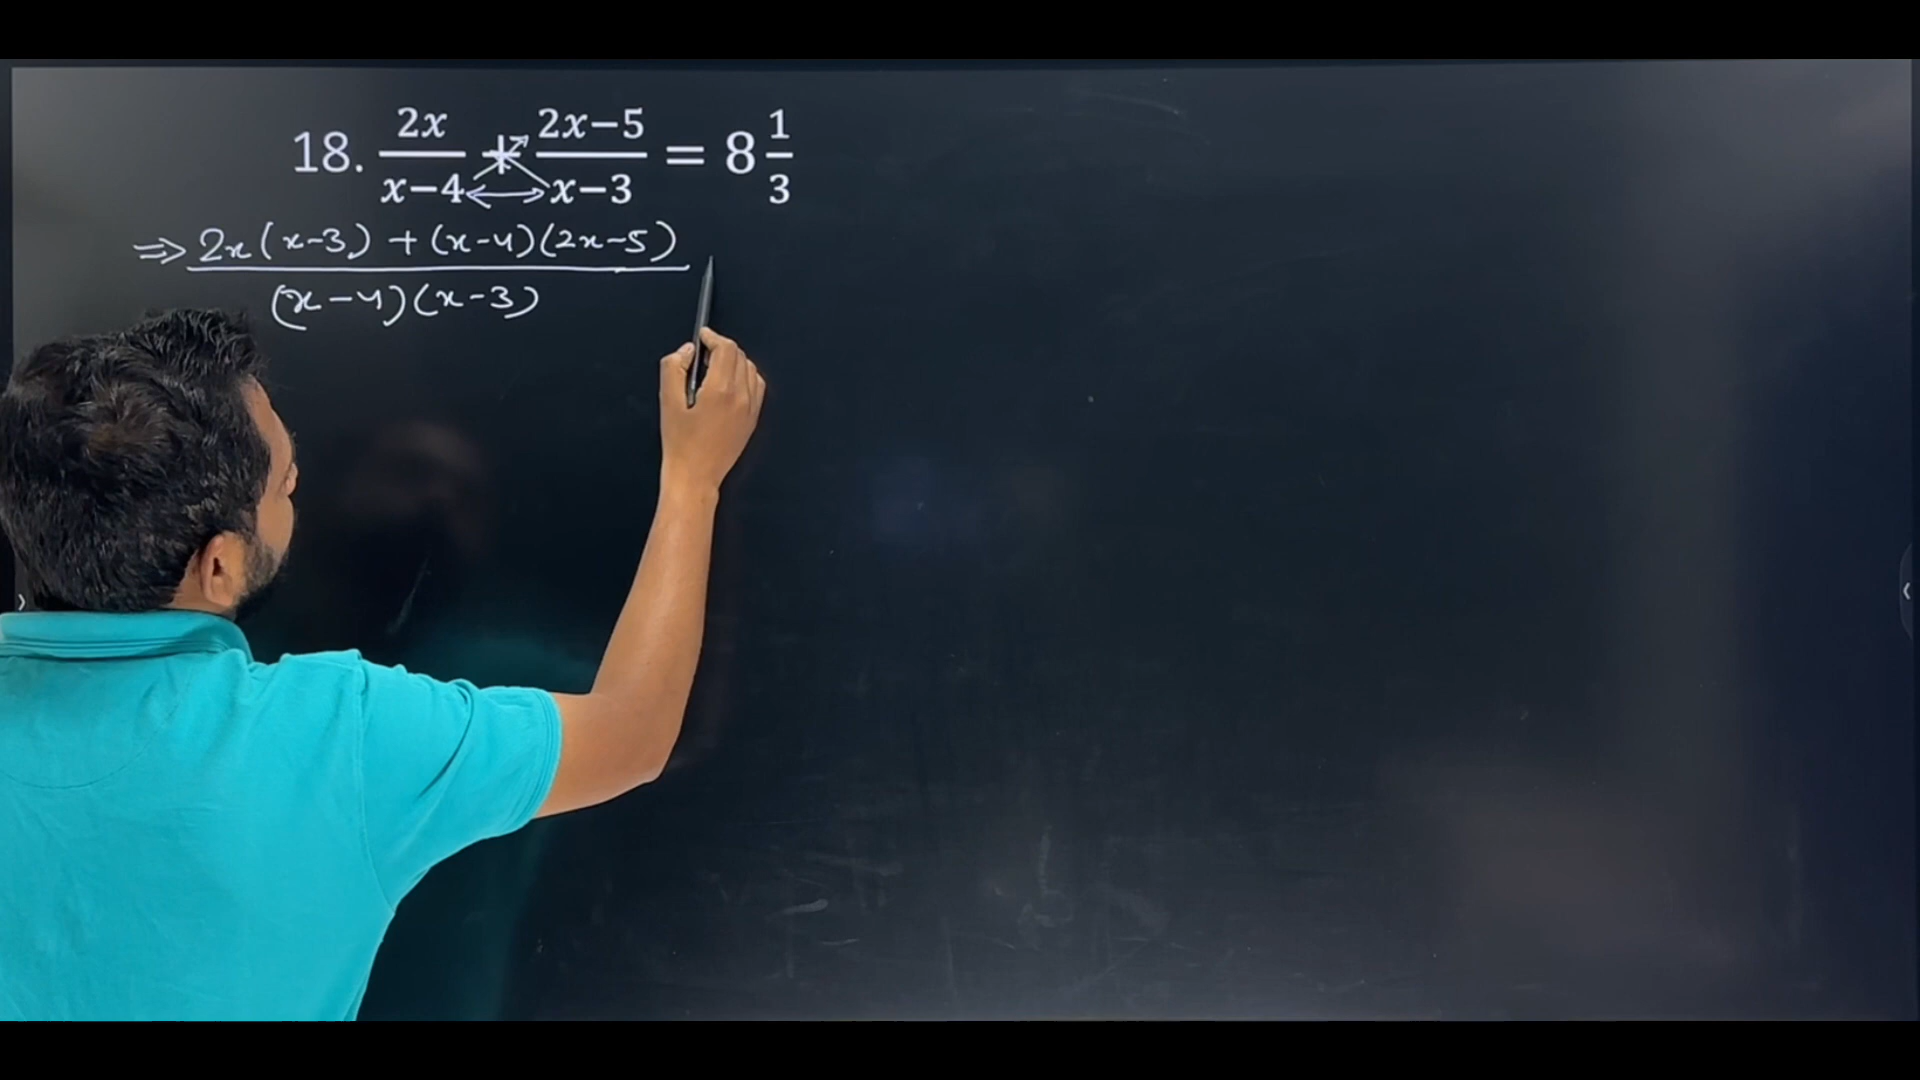 18. 2x/x−4 + 2x−5/x−3 = 8 1/3
⇒ 2x(x-3) + (x-4)(2x-5)
(x-4)(x-3)